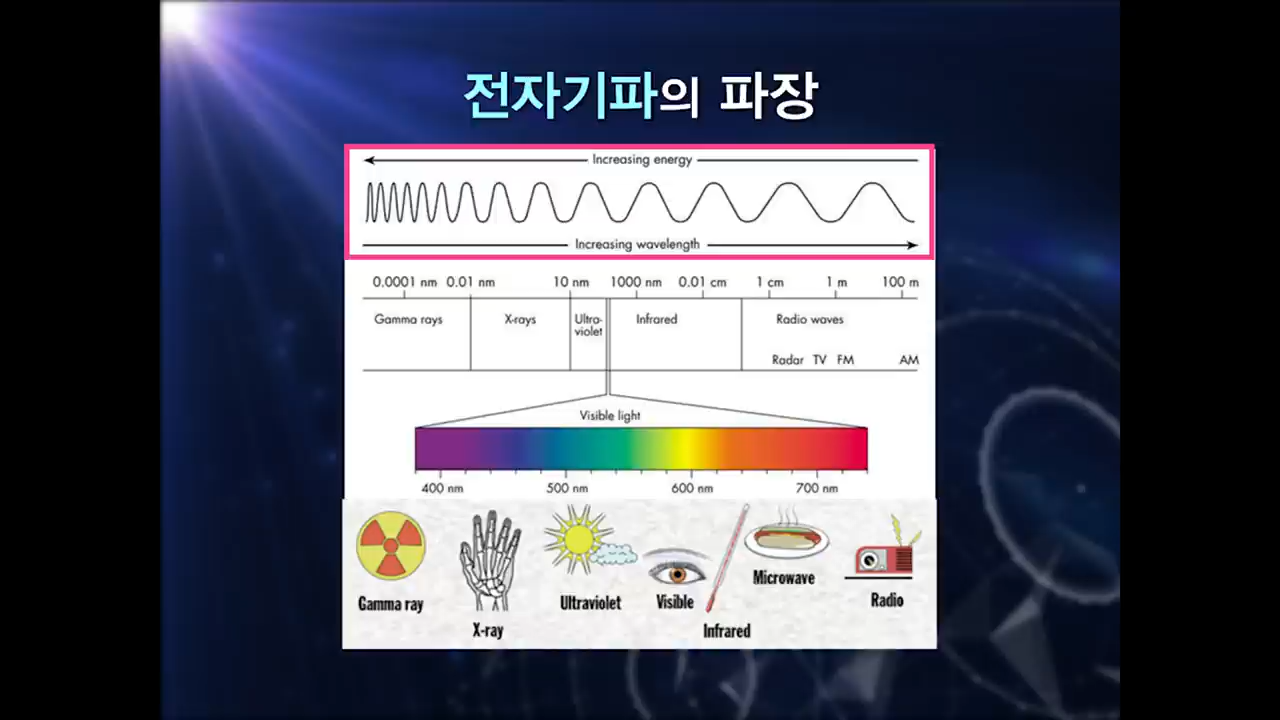 전자기파의 파장
Increasing energy
Increasing wavelength
0.0001 nm 0.01 nm 10 nm 1000 nm 0.01 cm 1 cm 1 m 100 m
Gamma rays X-rays Ultra-violet Infrared Radio waves
Radar TV FM AM
Visible light
400 nm 500 nm 600 nm 700 nm
Gamma ray
X-ray
Ultraviolet
Visible
Infrared
Microwave
Radio